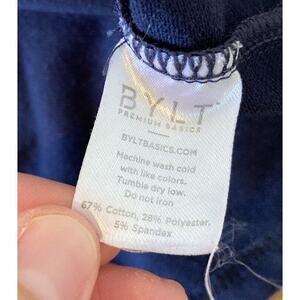 BYLT
PREMIUM BASICS
BYLTBASICS.COM
Machine wash cold
with like colors.
Tumble dry low.
Do not iron
67% Cotton, 28% Polyester,
5% Spandex